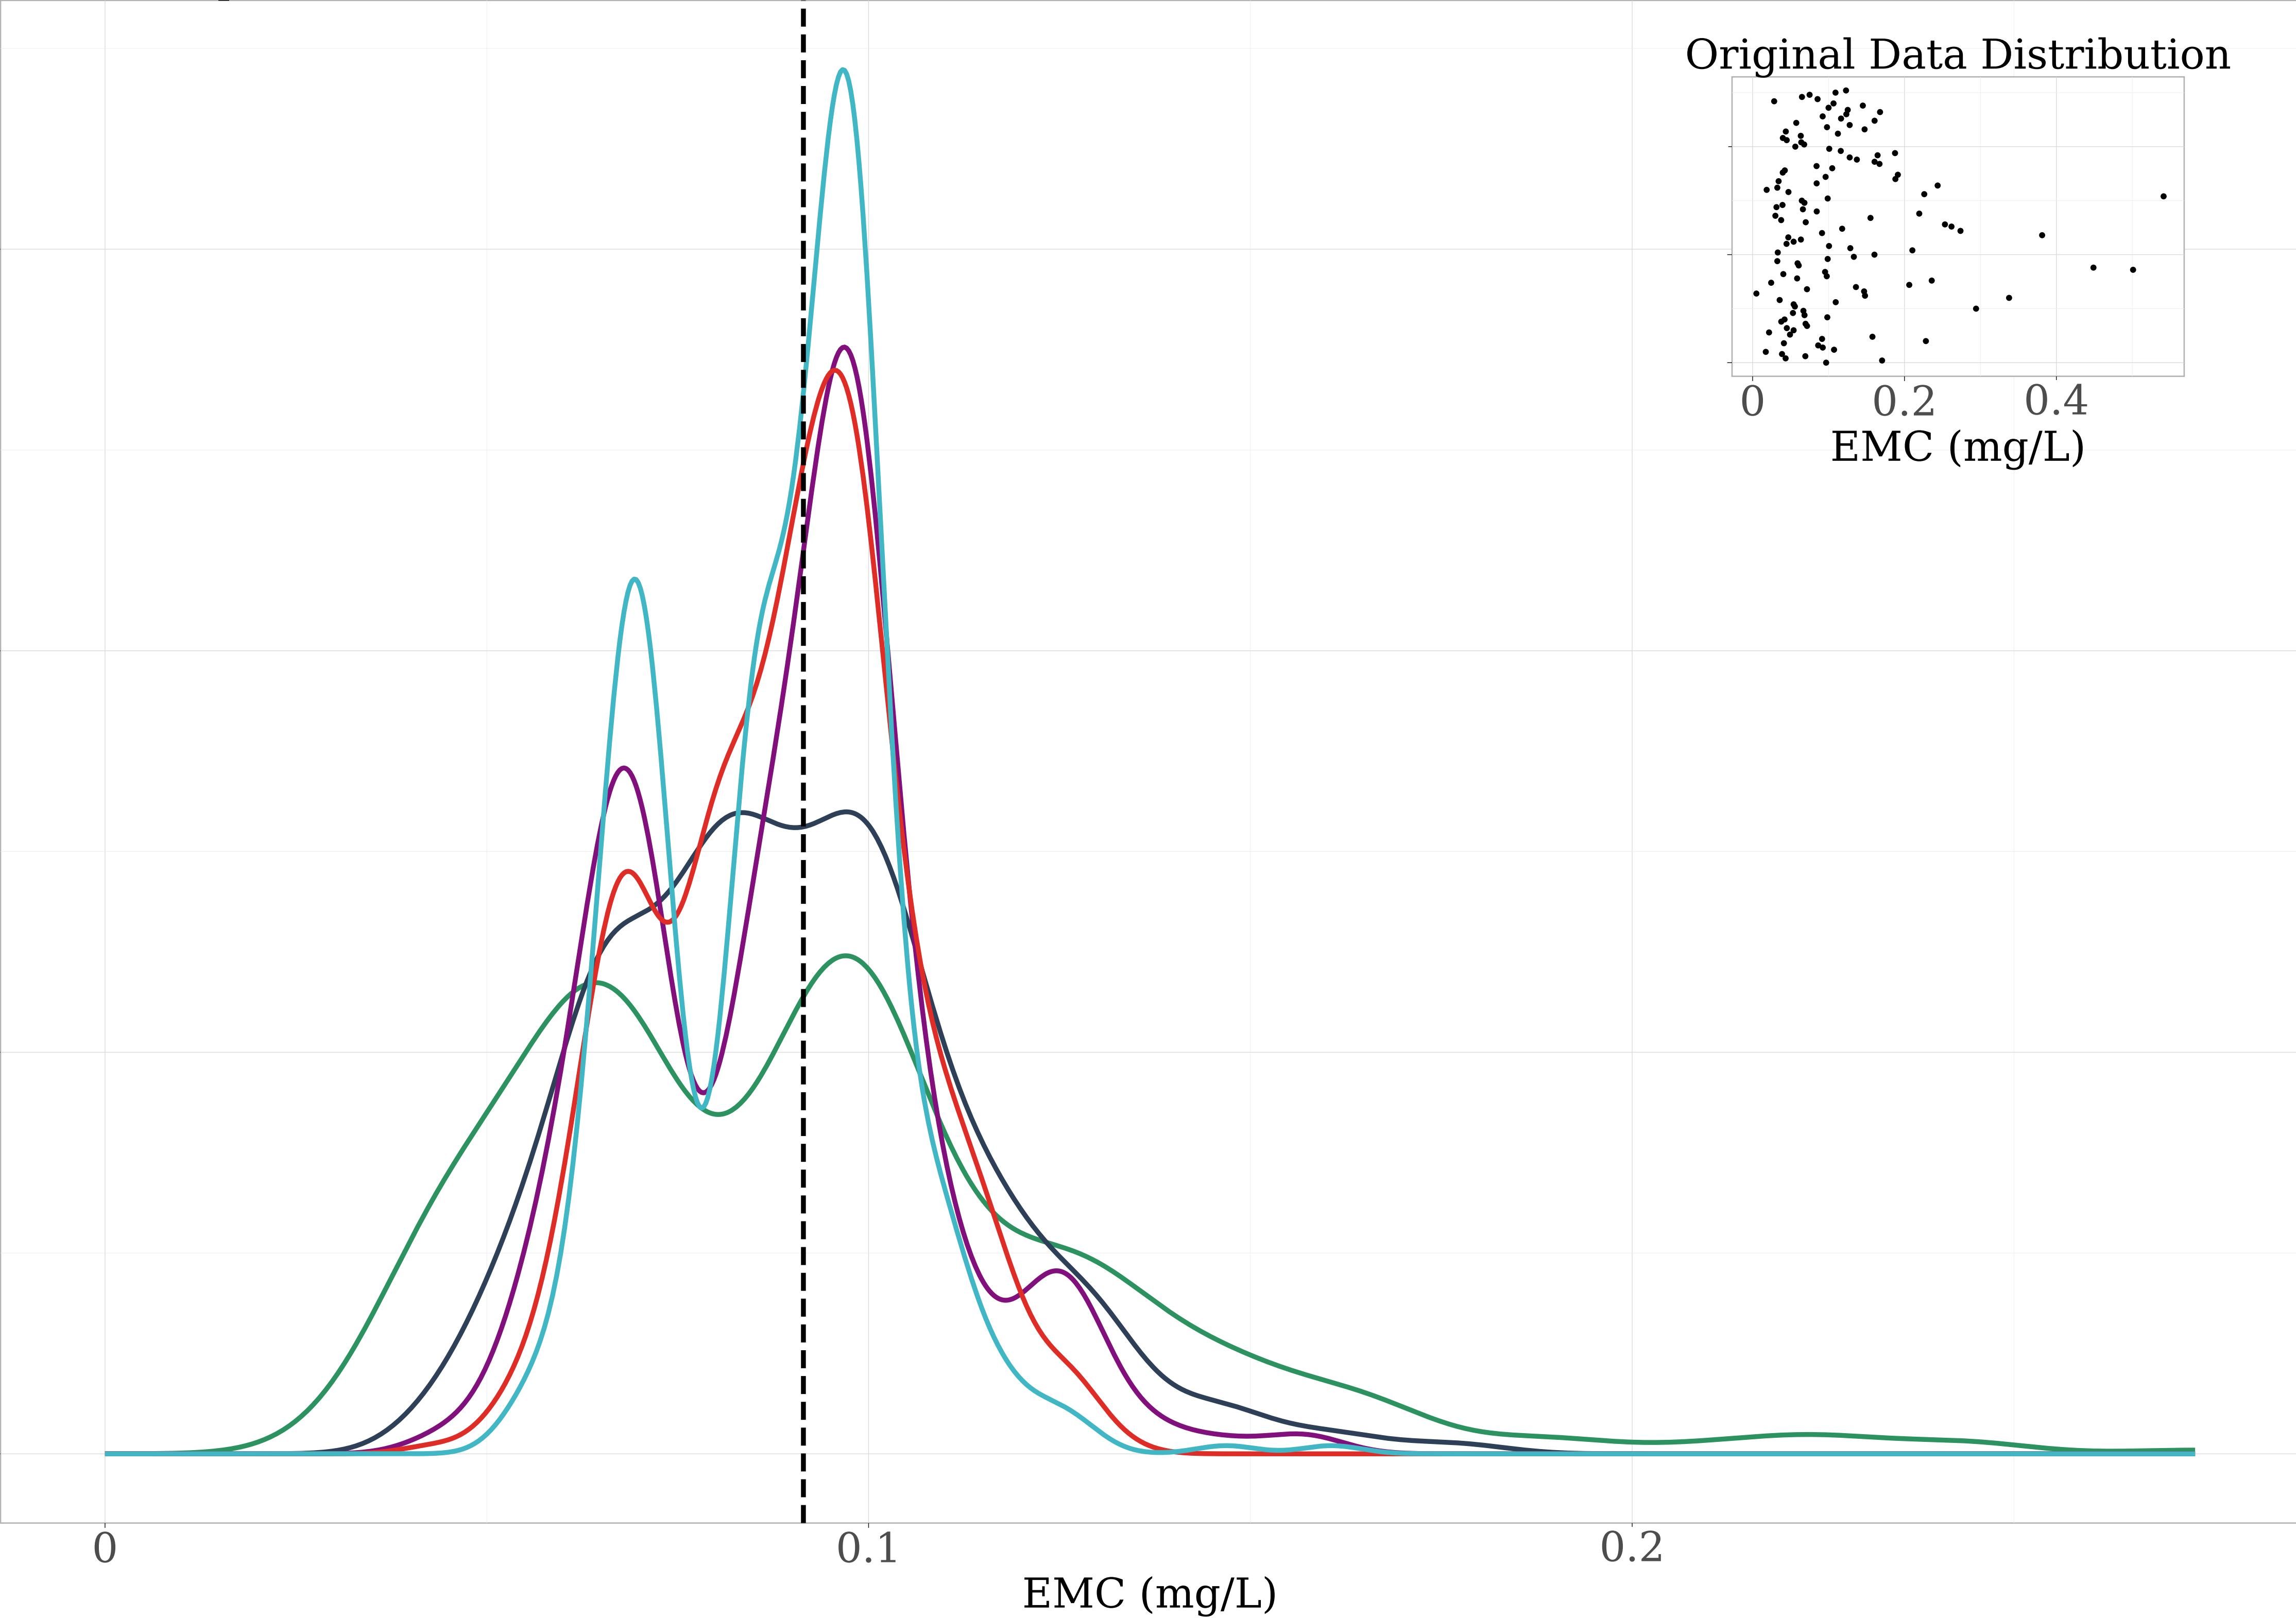 Original Data Distribution
0 0.2 0.4
EMC (mg/L)
0 0.1 0.2
EMC (mg/L)